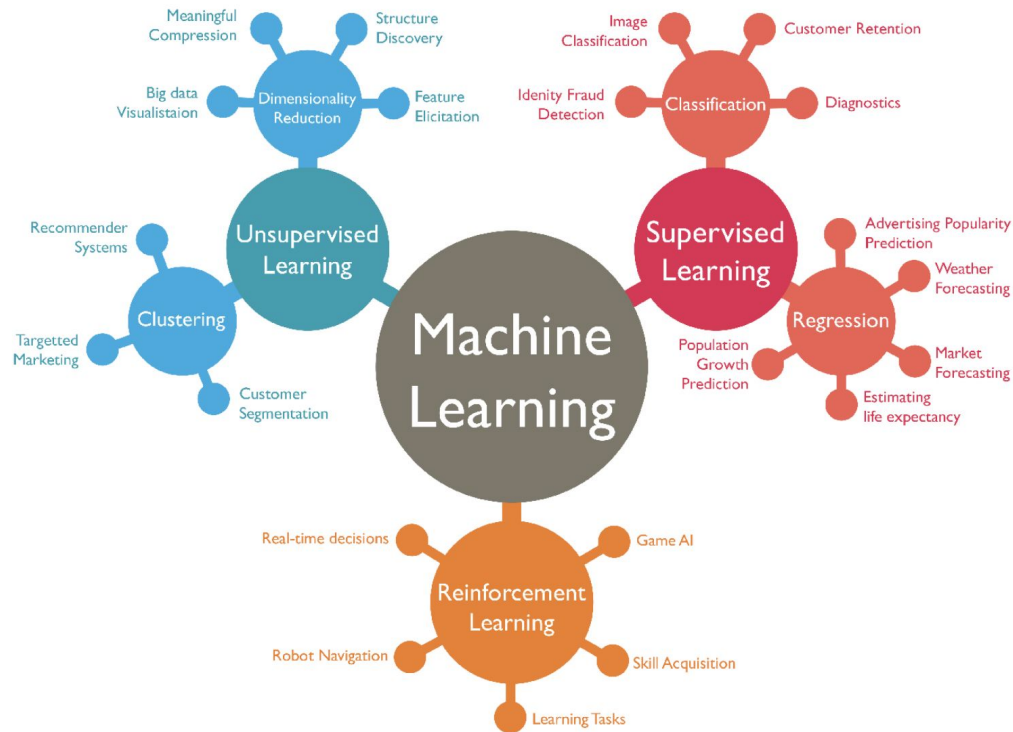 Meaningful
Compression
Structure
Discovery
Big data
Visualistaion
Dimensionality
Reduction
Feature
Elicitation
Image
Classification
Customer Retention
Idenity Fraud
Detection
Classification
Diagnostics
Recommender
Systems
Unsupervised
Learning
Supervised
Learning
Advertising Popularity
Prediction
Weather
Forecasting
Clustering
Regression
Targetted
Marketing
Machine
Learning
Population
Growth
Prediction
Market
Forecasting
Customer
Segmentation
Estimating
life expectancy
Real-time decisions
Game AI
Reinforcement
Learning
Robot Navigation
Skill Acquisition
Learning Tasks